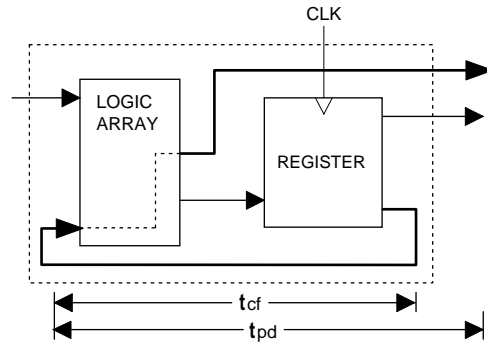 CLK
LOGIC
ARRAY
REGISTER
tcf
tpd